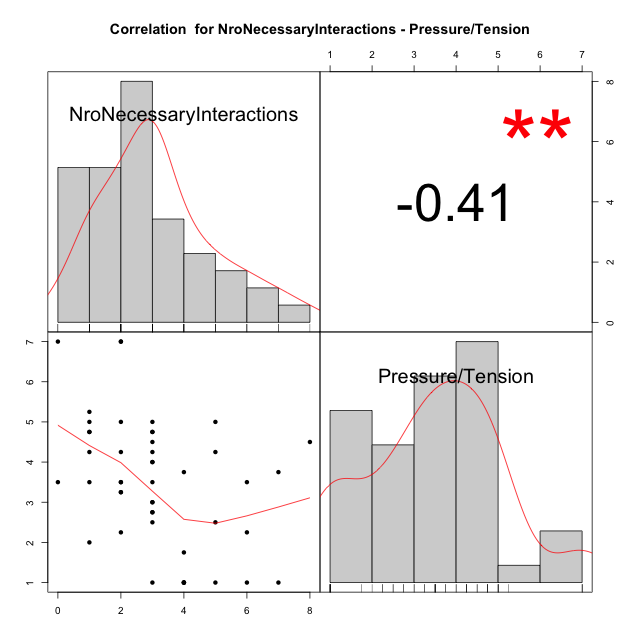 Correlation  for NroNecessaryInteractions - Pressure/Tension
1 2 3 4 5 6 7
NroNecessaryInteractions
**
-0.41
8
6
4
2
0
7
6
5
4
3
2
1
Pressure/Tension
0 2 4 6 8